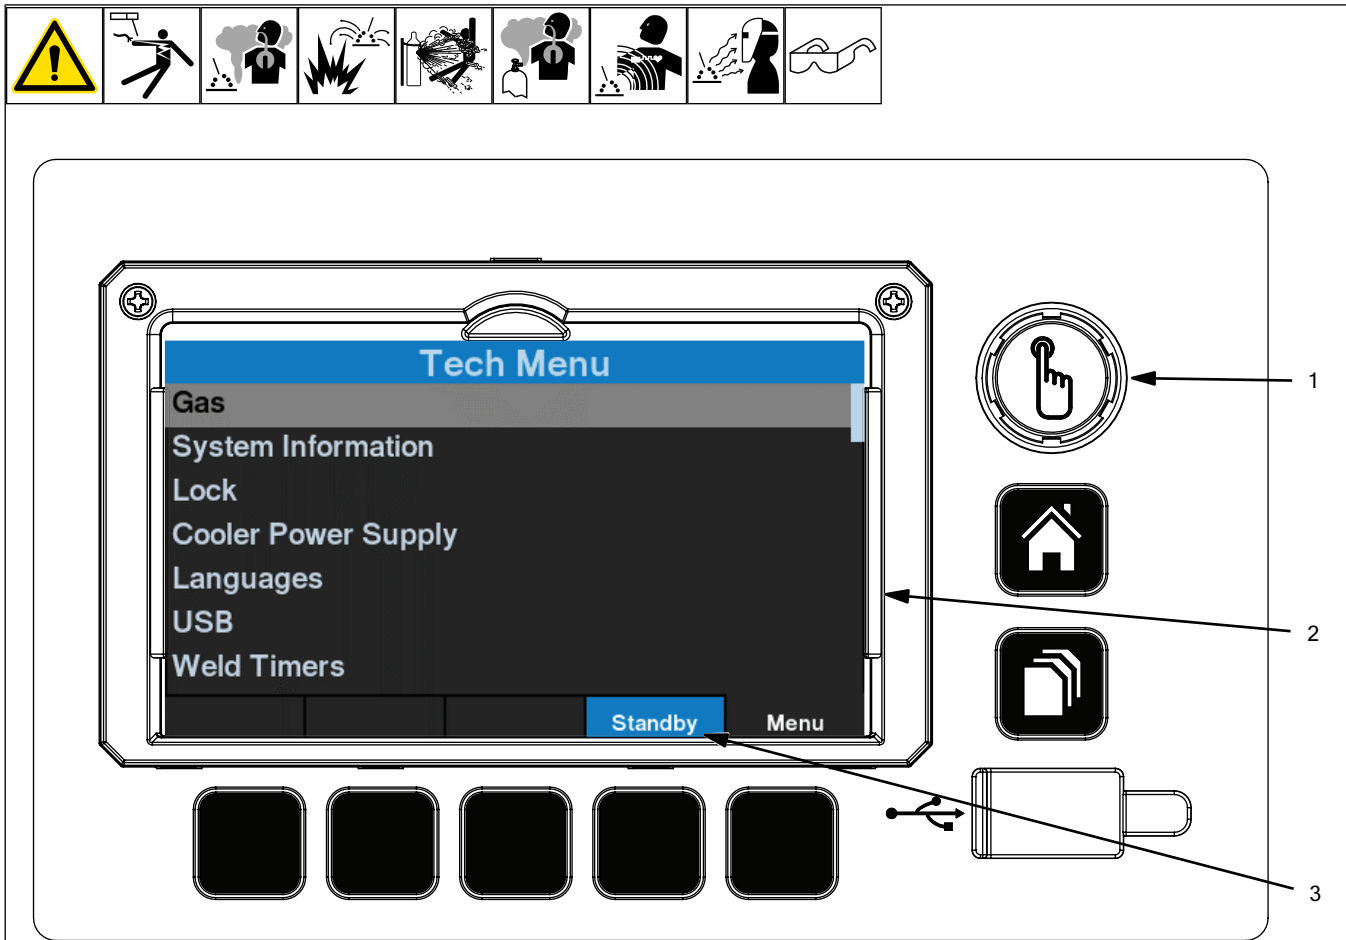 Tech Menu
Gas
System Information
Lock
Cooler Power Supply
Languages
USB
Weld Timers
Standby Menu
1
2
3